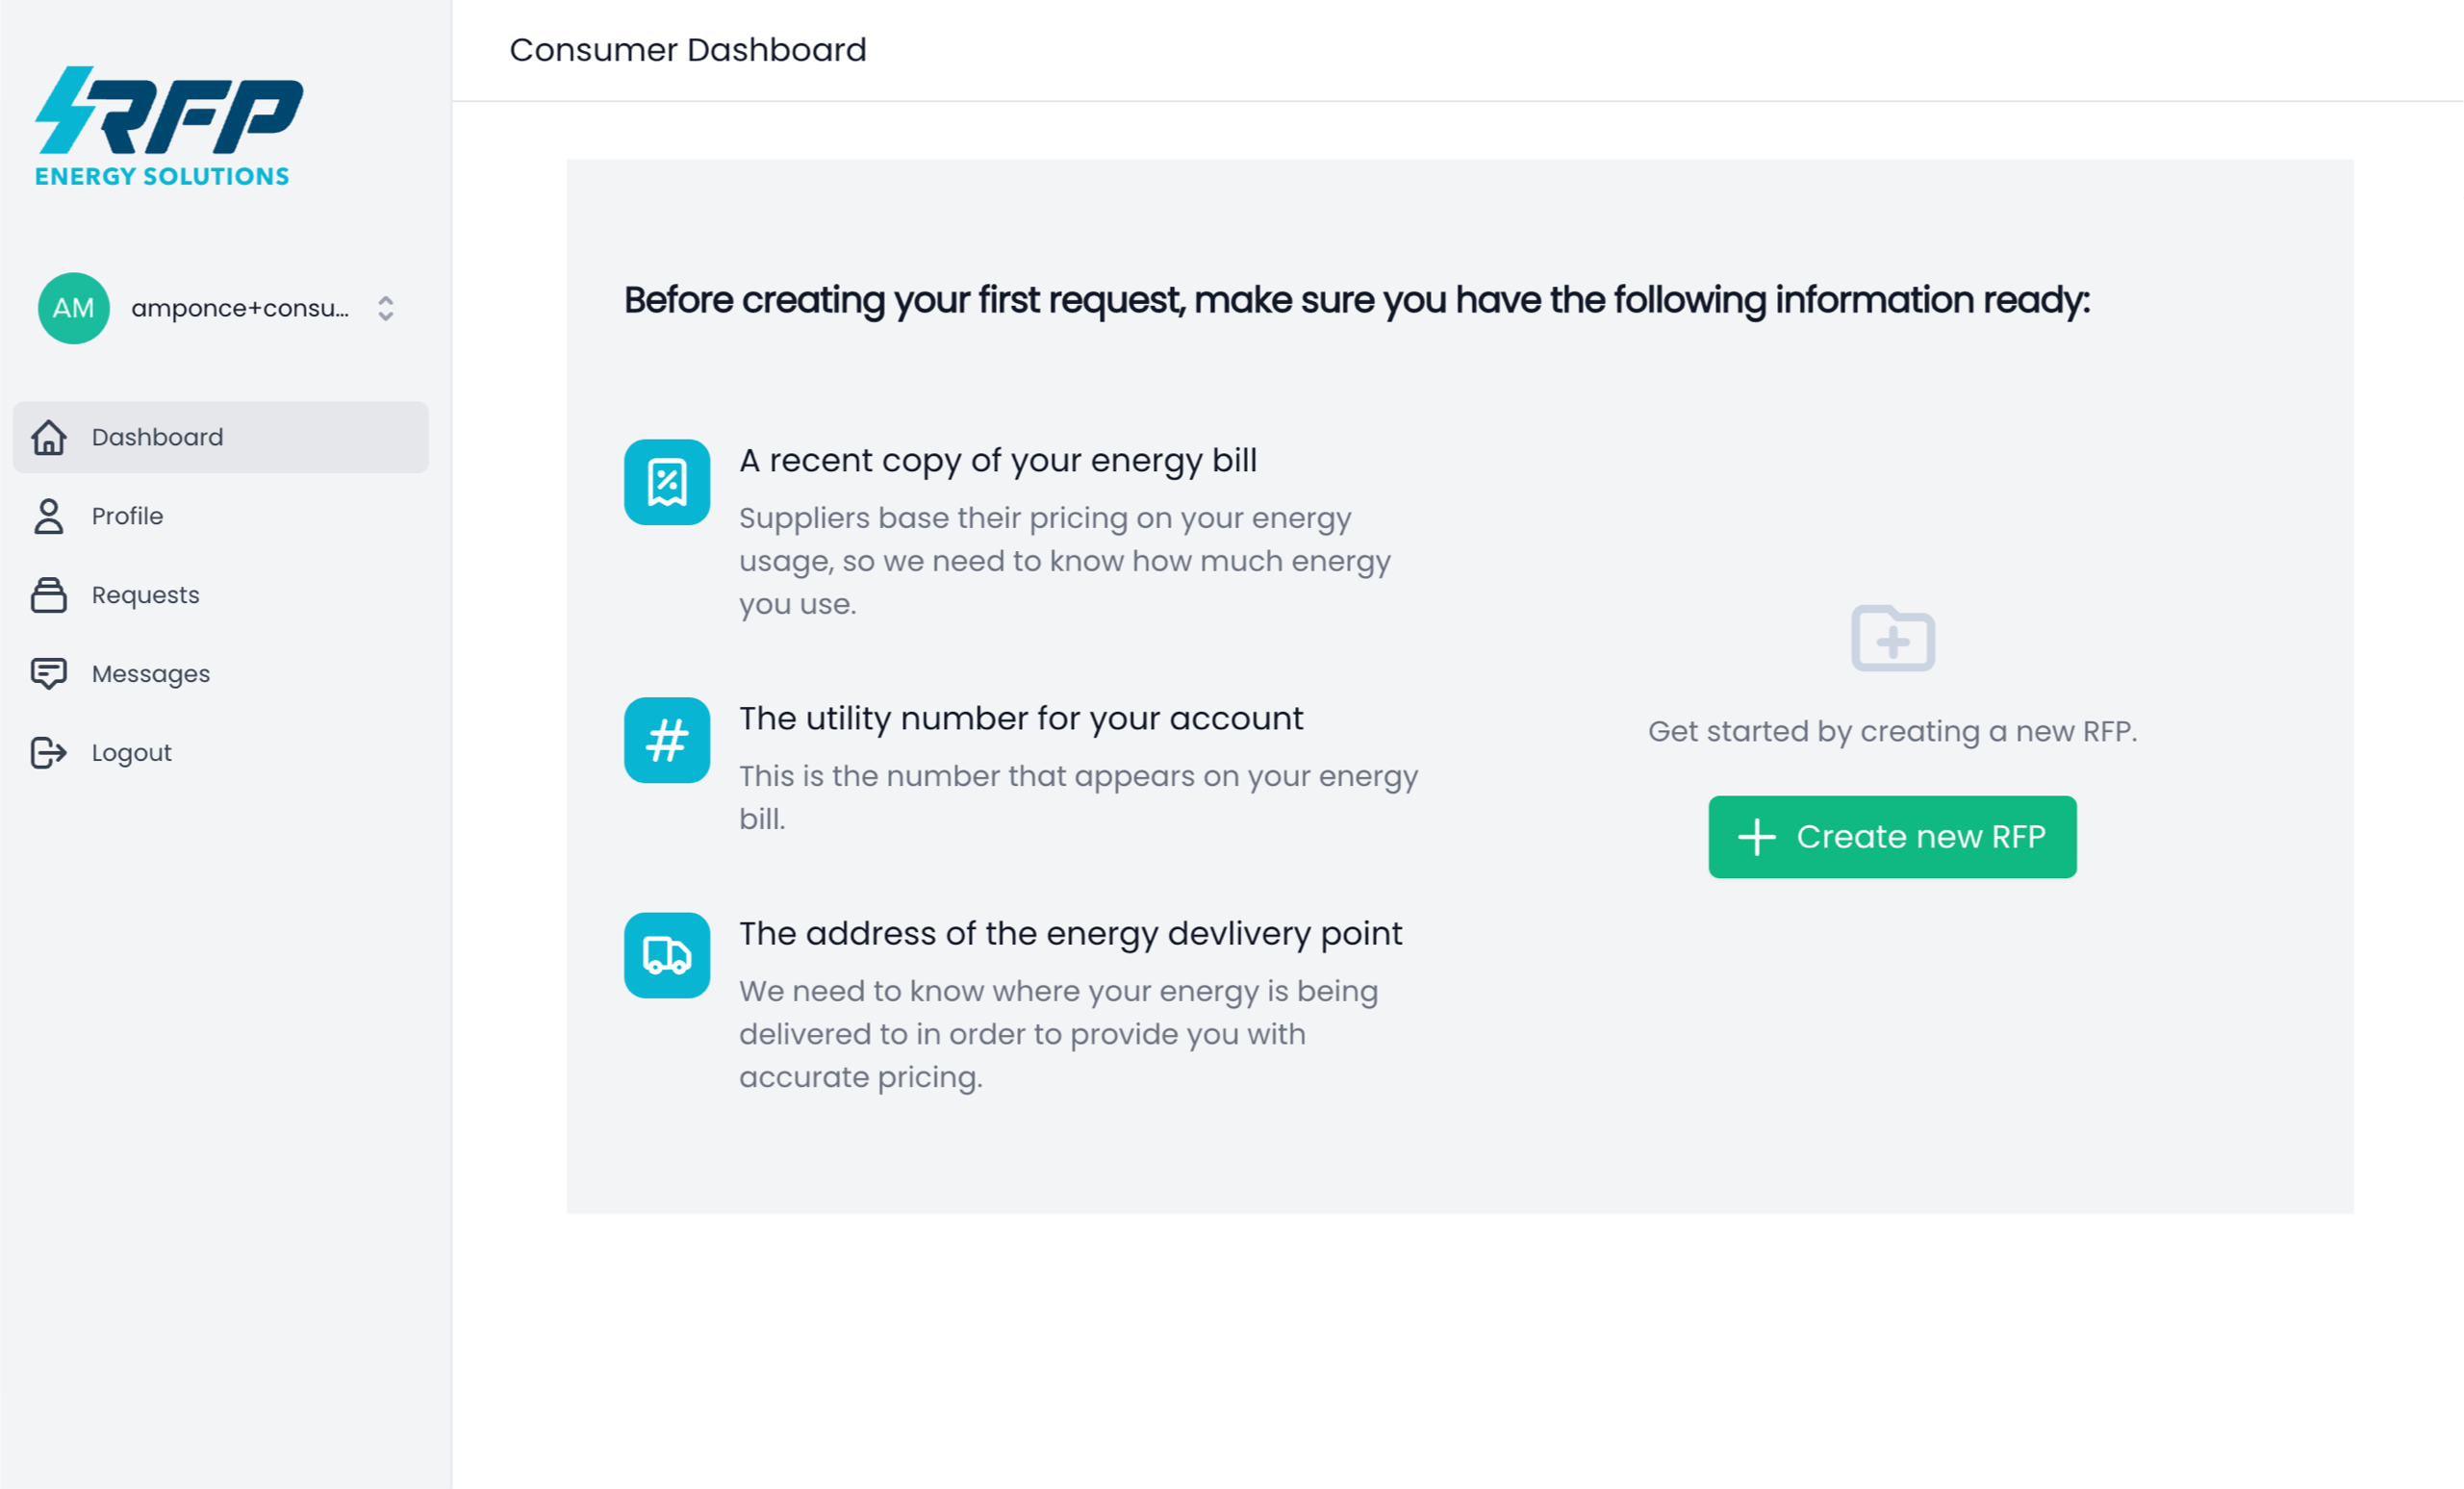 RFP
ENERGY SOLUTIONS
AM
amponce+consu...
Dashboard
Profile
Requests
Messages
Logout
Consumer Dashboard
Before creating your first request, make sure you have the following information ready:
A recent copy of your energy bill
Suppliers base their pricing on your energy
usage, so we need to know how much energy
you use.
The utility number for your account
This is the number that appears on your energy
bill.
The address of the energy devlivery point
We need to know where your energy is being
delivered to in order to provide you with
accurate pricing.
Get started by creating a new RFP.
Create new RFP